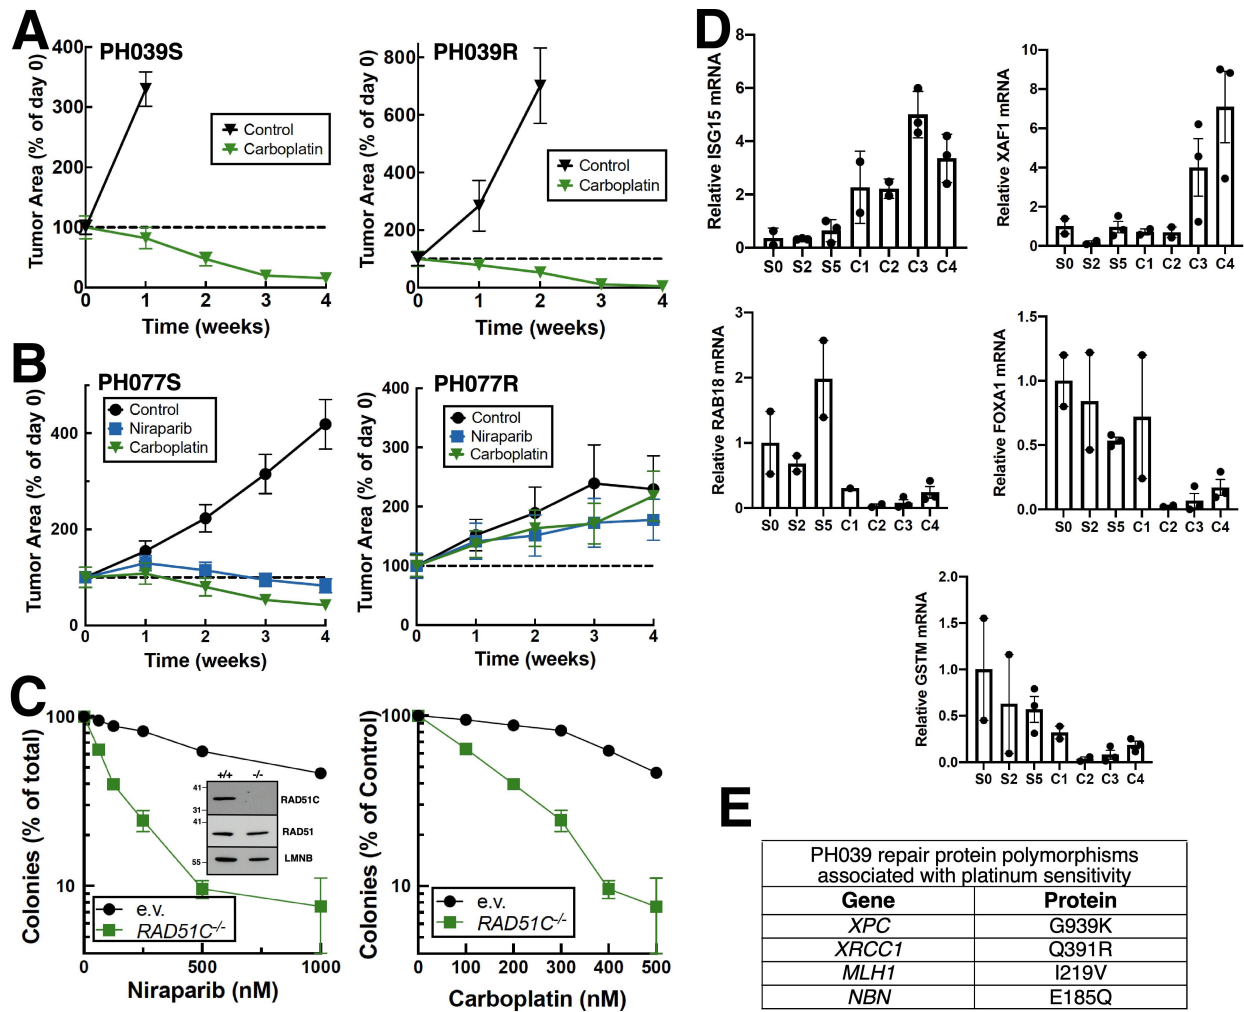 A
PH039S
Tumor Area (% of day 0)
400
300
200
100
0
Control
Carboplatin
0 1 2 3 4
Time (weeks)
PH039R
Tumor Area (% of day 0)
800
600
400
200
100
0
Control
Carboplatin
0 1 2 3 4
Time (weeks)
B
PH077S
Tumor Area (% of day 0)
400
200
100
0
Control
Niraparib
Carboplatin
0 1 2 3 4
Time (weeks)
PH077R
Tumor Area (% of day 0)
400
300
200
100
0
Control
Niraparib
Carboplatin
0 1 2 3 4
Time (weeks)
C
Colonies (% of total)
100
10
+/+ -/-
41
31
RAD51C
41
RAD51
55
LMNB
e.v.
RAD51C-/-
0 500 1000
Niraparib (nM)
Colonies (% of Control)
100
10
e.v.
RAD51C-/-
0 100 200 300 400 500
Carboplatin (nM)
D
Relative ISG15 mRNA
8
6
4
2
0
S0 S2 S5 C1 C2 C3 C4
Relative XAF1 mRNA
10
8
6
4
2
0
S0 S2 S5 C1 C2 C3 C4
Relative RAB18 mRNA
3
2
1
0
S0 S2 S5 C1 C2 C3 C4
Relative FOXA1 mRNA
1.5
1.0
0.5
0.0
S0 S2 S5 C1 C2 C3 C4
Relative GSTM mRNA
2.0
1.5
1.0
0.5
0.0
S0 S2 S5 C1 C2 C3 C4
E
PH039 repair protein polymorphisms
associated with platinum sensitivity
Gene Protein
XPC G939K
XRCC1 Q391R
MLH1 I219V
NBN E185Q